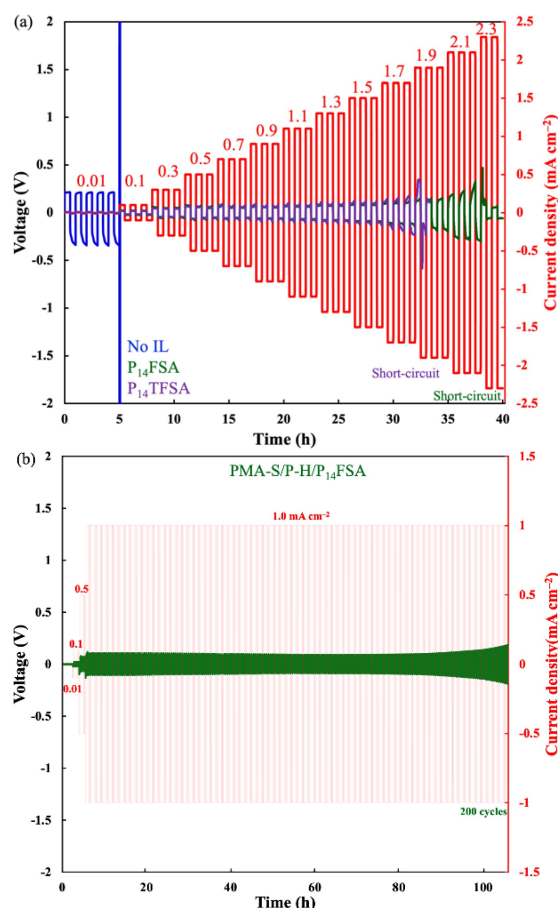 (a)
2
1.5
1
0.5
0
-0.5
-1
-1.5
-2
Voltage (V)
0.01
0.1
0.3
0.5
0.7
0.9
1.1
1.3
1.5
1.7
1.9
2.1
2.3
No IL
P₁₄FSA
P₁₄TFSA
Short-circuit
Short-circuit
2.5
2
1.5
1
0.5
0
-0.5
-1
-1.5
-2
-2.5
Current density (mA cm⁻²)
0 5 10 15 20 25 30 35 40
Time (h)
(b)
PMA-S/P-H/P₁₄FSA
2
1.5
1
0.5
0
-0.5
-1
-1.5
-2
Voltage (V)
1.0 mA cm⁻²
0.5
0.1
0.01
200 cycles
1.5
1
0.5
0
-0.5
-1
-1.5
Current density(mA cm⁻²)
0 20 40 60 80 100
Time (h)